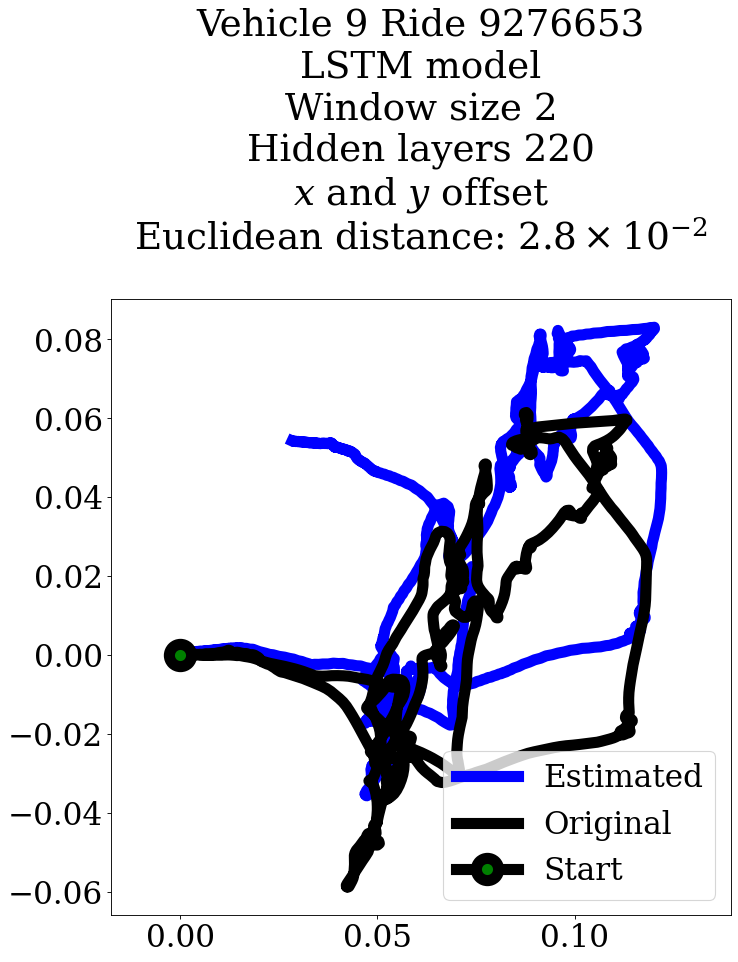 Vehicle 9 Ride 9276653
LSTM model
Window size 2
Hidden layers 220
x and y offset
Euclidean distance: 2.8 × 10⁻²
0.08
0.06
0.04
0.02
0.00
−0.02
−0.04
−0.06
Estimated
Original
Start
0.00 0.05 0.10